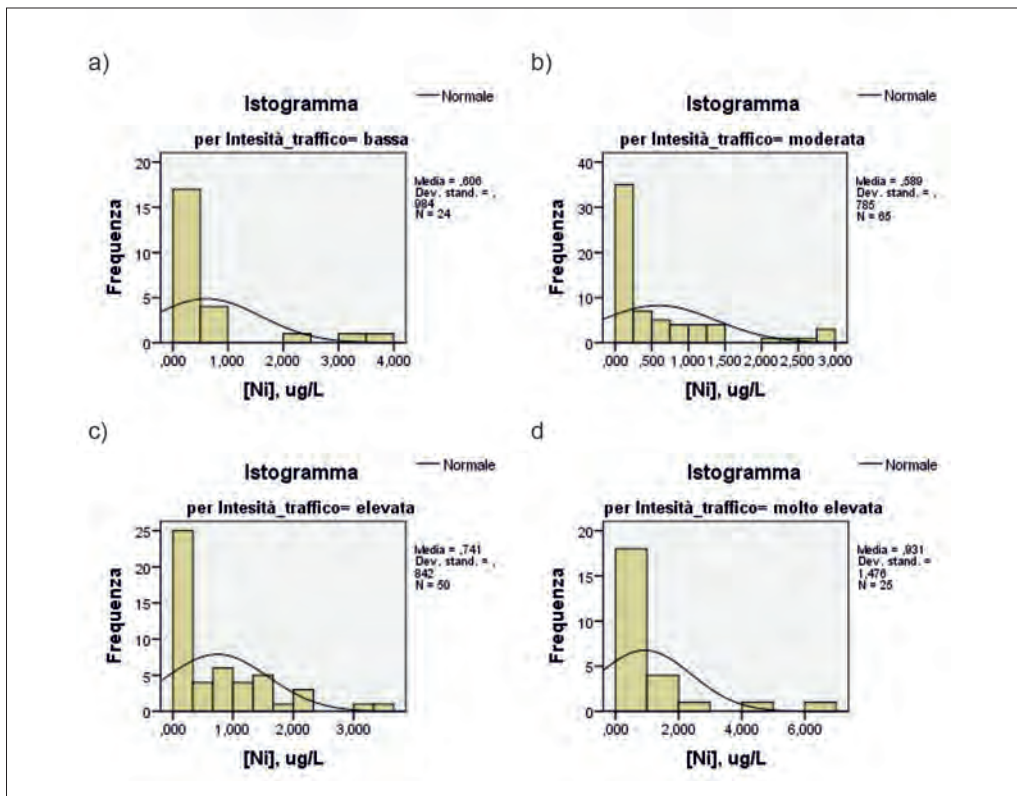 a)
Istogramma
Normale
per Intesità_traffico= bassa
Media = ,606
Dev. stand. = ,
984
N = 24
Frequenza
20
15
10
5
0
,000 1,000 2,000 3,000 4,000
[Ni], ug/L
b)
Istogramma
Normale
per Intesità_traffico= moderata
Media = ,589
Dev. stand. = ,
785
N = 65
Frequenza
40
30
20
10
0
,000 ,500 1,000 1,500 2,000 2,500 3,000
[Ni], ug/L
c)
Istogramma
Normale
per Intesità_traffico= elevata
Media = ,741
Dev. stand. = ,
842
N = 50
Frequenza
25
20
15
10
5
0
,000 1,000 2,000 3,000
[Ni], ug/L
d
Istogramma
Normale
per Intesità_traffico= molto elevata
Media = ,931
Dev. stand. =
1,476
N = 25
Frequenza
20
15
10
5
0
,000 2,000 4,000 6,000
[Ni], ug/L